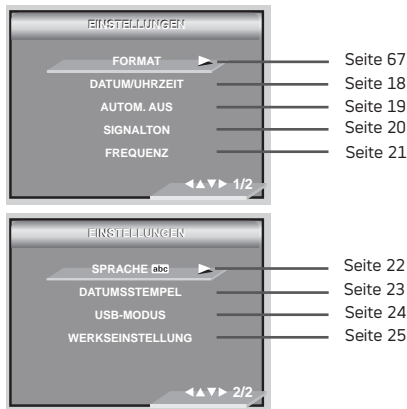 EINSTELLUNGEN
FORMAT Seite 67
DATUM/UHRZEIT Seite 18
AUTOM. AUS Seite 19
SIGNALTON Seite 20
FREQUENZ Seite 21
1/2
EINSTELLUNGEN
SPRACHE abc Seite 22
DATUMSSTEMPEL Seite 23
USB-MODUS Seite 24
WERKSEINSTELLUNG Seite 25
2/2